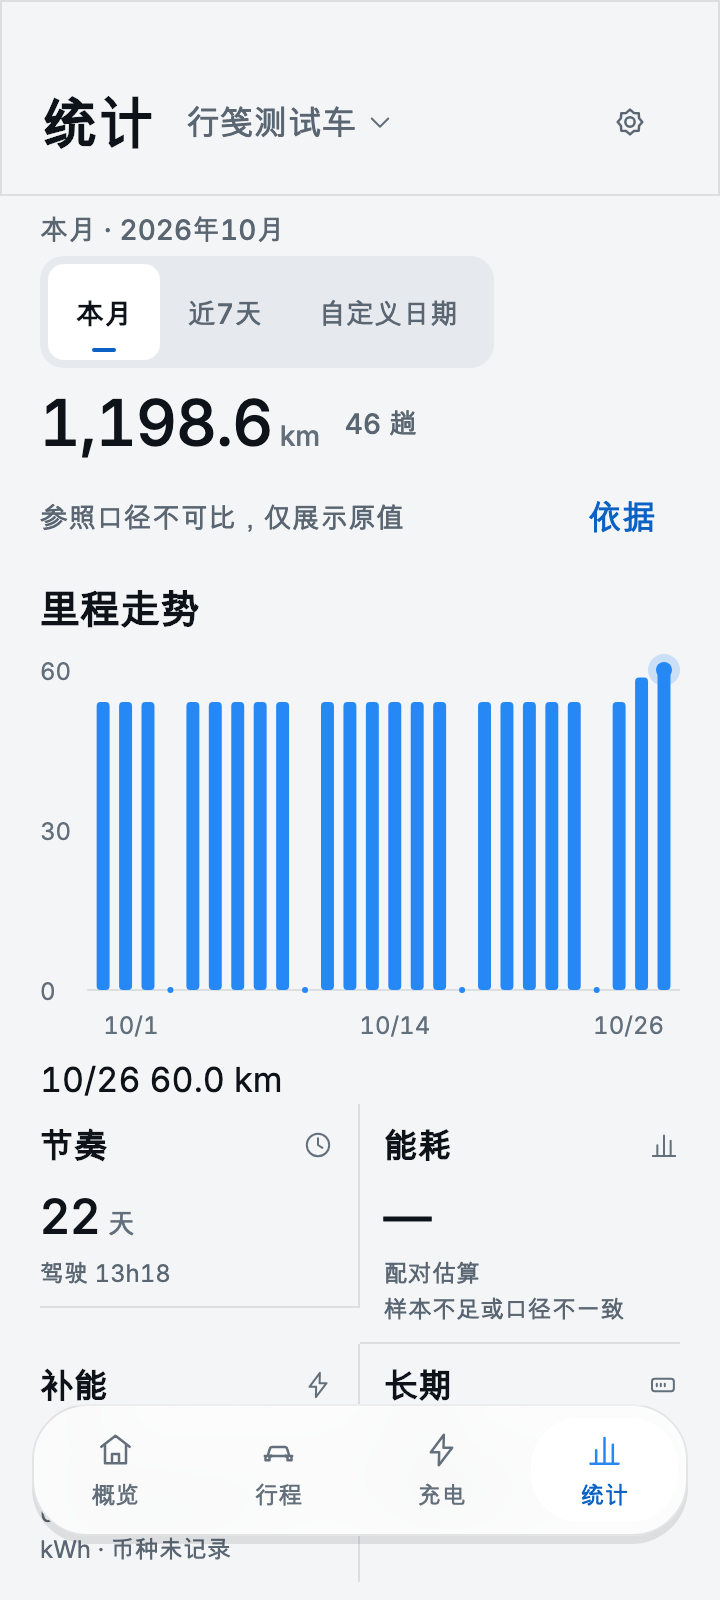 统计 行笺测试车
本月 · 2026年10月
本月 近7天 自定义日期
1,198.6 km 46 趟
参照口径不可比，仅展示原值 依据
里程走势
60
30
0
10/1 10/14 10/26
10/26 60.0 km
节奏 能耗
22 天 —
驾驶 13h18 配对估算
样本不足或口径不一致
补能 长期
概览 行程 充电 统计
kWh · 币种未记录